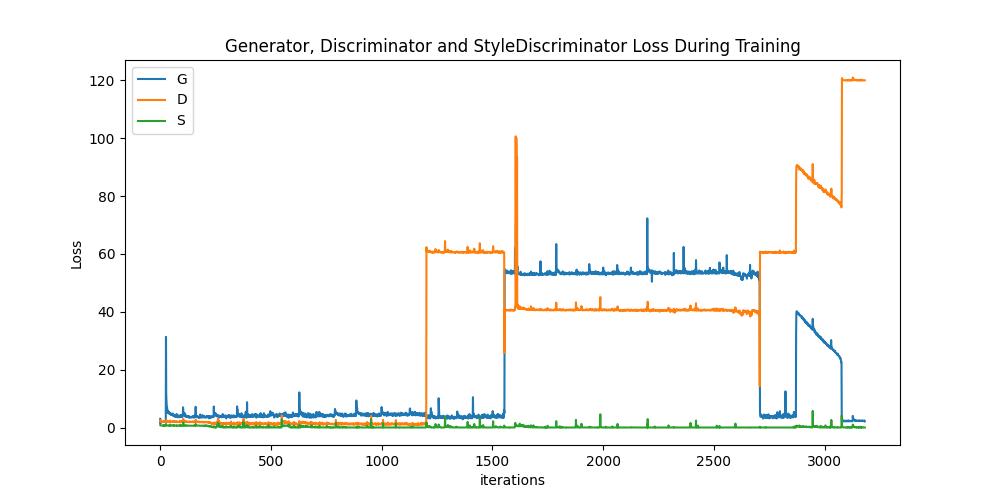 Generator, Discriminator and StyleDiscriminator Loss During Training
G
D
S
120
100
80
60
40
20
0
Loss
0 500 1000 1500 2000 2500 3000
iterations